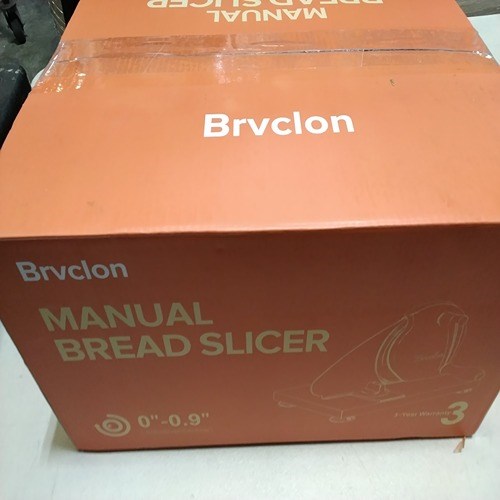 MANUAL
BREAD SLICER
Brvclon
Brvclon
MANUAL
BREAD SLICER
0"-0.9"
3